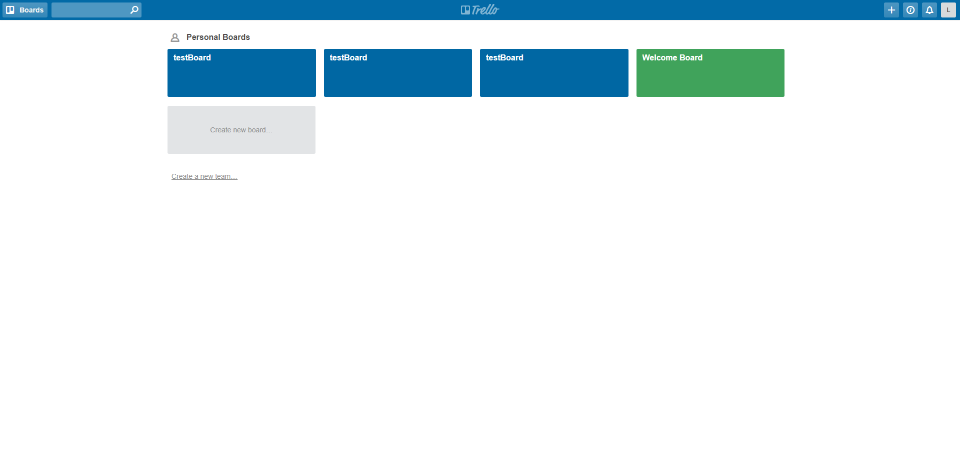 Boards
Trello
L
Personal Boards
testBoard
testBoard
testBoard
Welcome Board
Create new board...
Create a new team...